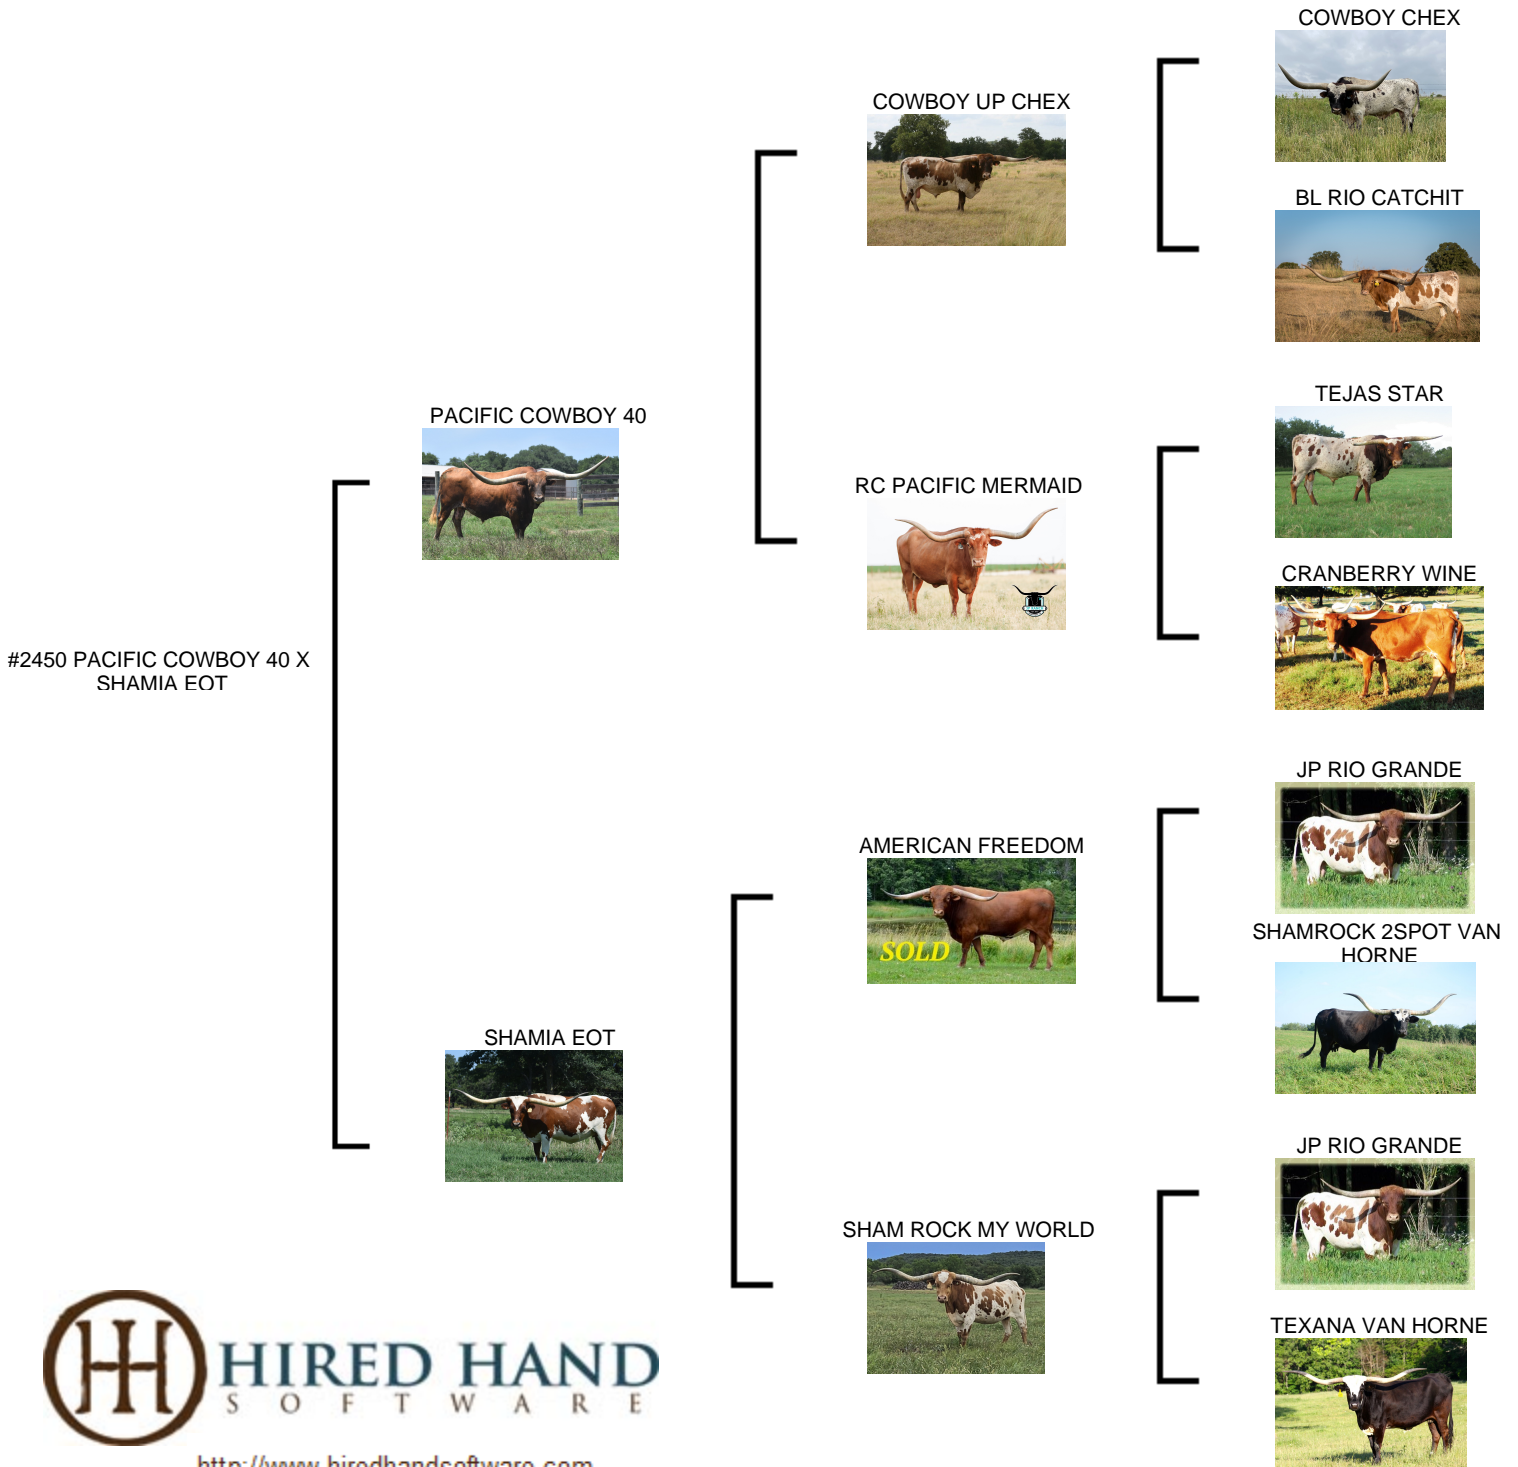 COWBOY CHEX
COWBOY UP CHEX
BL RIO CATCHIT
TEJAS STAR
PACIFIC COWBOY 40
RC PACIFIC MERMAID
CRANBERRY WINE
#2450 PACIFIC COWBOY 40 X
SHAMIA EOT
JP RIO GRANDE
AMERICAN FREEDOM
SOLD
SHAMROCK 2SPOT VAN
HORNE
SHAMIA EOT
JP RIO GRANDE
SHAM ROCK MY WORLD
TEXANA VAN HORNE
HIRED HAND
SOFTWARE
http://www.hiredhandsoftware.com